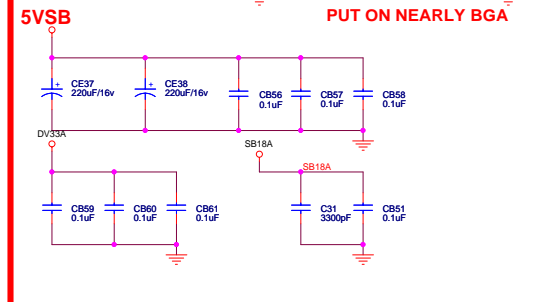 5VSB
PUT ON NEARLY BGA
CE37
220uF/16v
CE38
220uF/16v
CB56
0.1uF
CB57
0.1uF
CB58
0.1uF
DV33A
SB18A
SB18A
CB59
0.1uF
CB60
0.1uF
CB61
0.1uF
C31
3300pF
CB51
0.1uF